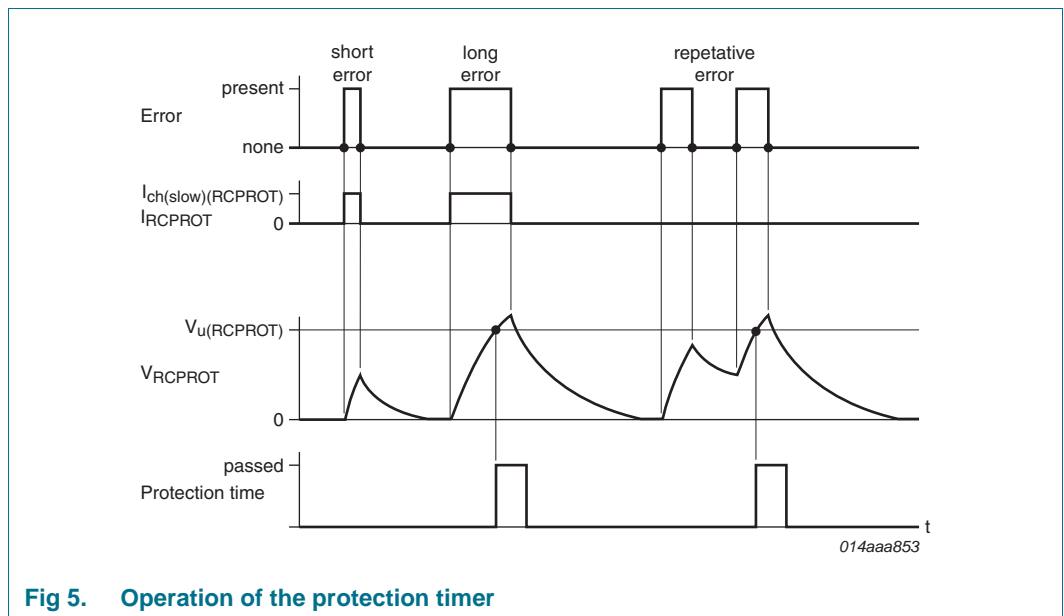 short
error
long
error
repetative
error
present
Error
none
Ich(slow)(RCPROT)
IRCPROT
0
Vu(RCPROT)
VRCPROT
0
passed
Protection time
t
014aaa853
Fig 5. Operation of the protection timer